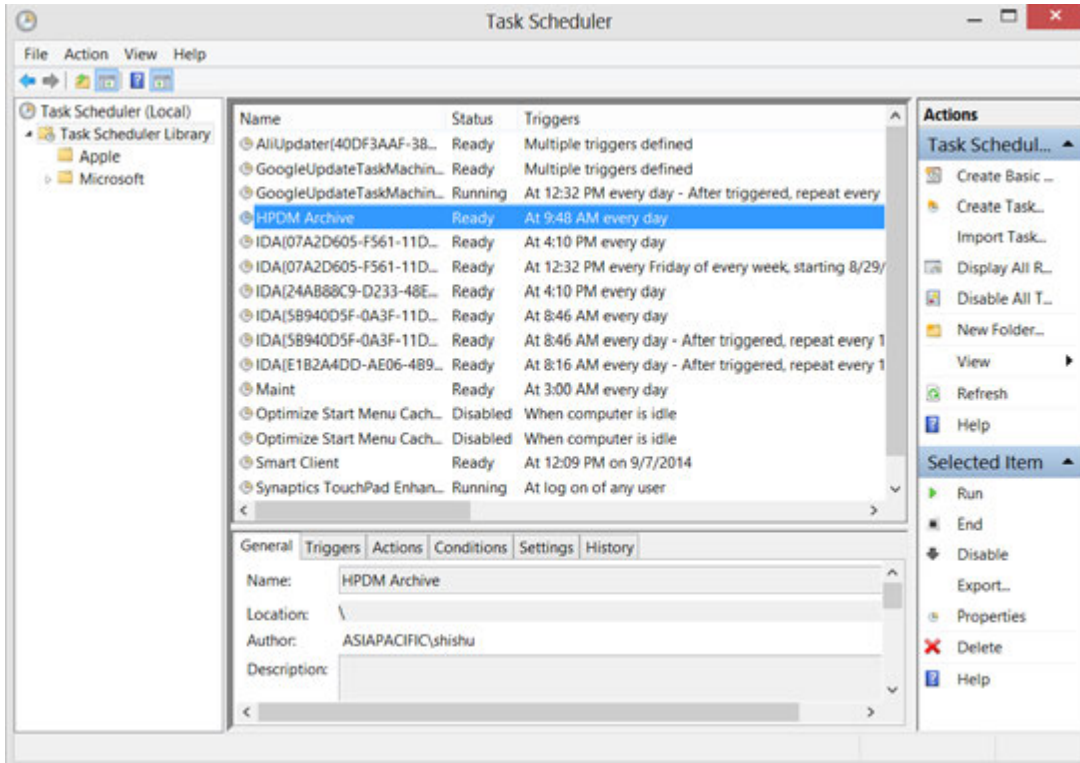 Task Scheduler
File Action View Help
Task Scheduler (Local)
Task Scheduler Library
Apple
Microsoft
Name Status Triggers
AliUpdater{40DF3AAF-38... Ready Multiple triggers defined
GoogleUpdateTaskMachin... Ready Multiple triggers defined
GoogleUpdateTaskMachin... Running At 12:32 PM every day - After triggered, repeat every
HPDM Archive Ready At 9:48 AM every day
IDA{07A2D605-F561-11D... Ready At 4:10 PM every day
IDA{07A2D605-F561-11D... Ready At 12:32 PM every Friday of every week, starting 8/29/
IDA{24AB88C9-D233-48E... Ready At 4:10 PM every day
IDA{5B940D5F-0A3F-11D... Ready At 8:46 AM every day
IDA{5B940D5F-0A3F-11D... Ready At 8:46 AM every day - After triggered, repeat every 1
IDA{E1B2A4DD-AE06-4B9... Ready At 8:16 AM every day - After triggered, repeat every 1
Maint Ready At 3:00 AM every day
Optimize Start Menu Cach... Disabled When computer is idle
Optimize Start Menu Cach... Disabled When computer is idle
Smart Client Ready At 12:09 PM on 9/7/2014
Synaptics TouchPad Enhan... Running At log on of any user
General Triggers Actions Conditions Settings History
Name: HPDM Archive
Location: \
Author: ASIAPACIFIC\shishu
Description:
Actions
Task Schedul...
Create Basic ...
Create Task...
Import Task...
Display All R...
Disable All T...
New Folder...
View
Refresh
Help
Selected Item
Run
End
Disable
Export...
Properties
Delete
Help